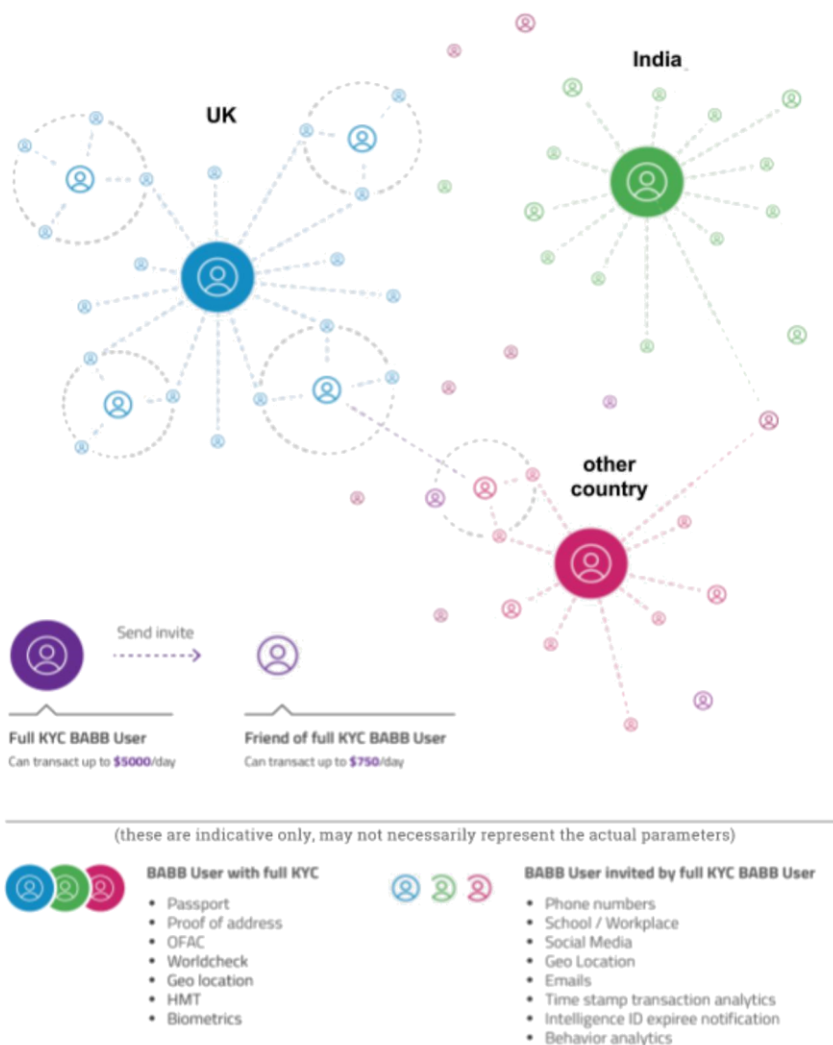 UK
India
other
country
Send invite
Full KYC BABB User
Can transact up to $5000/day
Friend of full KYC BABB User
Can transact up to $750/day
(these are indicative only, may not necessarily represent the actual parameters)
BABB User with full KYC
• Passport
• Proof of address
• OFAC
• Worldcheck
• Geo location
• HMT
• Biometrics
BABB User invited by full KYC BABB User
• Phone numbers
• School / Workplace
• Social Media
• Geo Location
• Emails
• Time stamp transaction analytics
• Intelligence ID expiree notification
• Behavior analytics